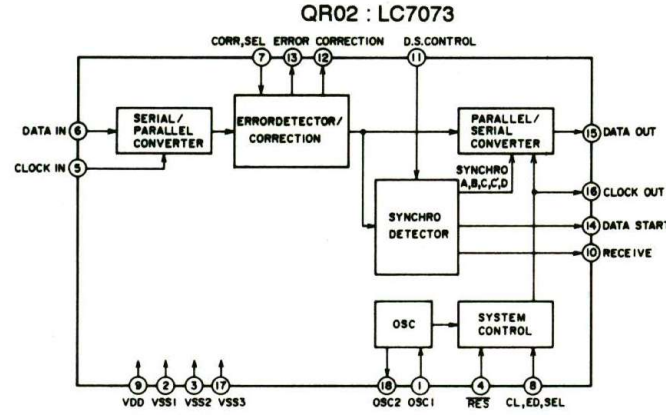 QR02 : LC7073
CORR,SEL ERROR CORRECTION D.S.CONTROL
7 13 12 11
DATA IN 6
SERIAL/
PARALLEL
CONVERTER
ERRORDETECTOR/
CORRECTION
PARALLEL/
SERIAL
CONVERTER
15 DATA OUT
CLOCK IN 5
SYNCHRO
A,B,C,C',D
16 CLOCK OUT
SYNCHRO
DETECTOR
14 DATA START
10 RECEIVE
OSC
SYSTEM
CONTROL
9 2 3 17 18 1 4 8
VDD VSS1 VSS2 VSS3 OSC2 OSC1 RES CL,ED,SEL